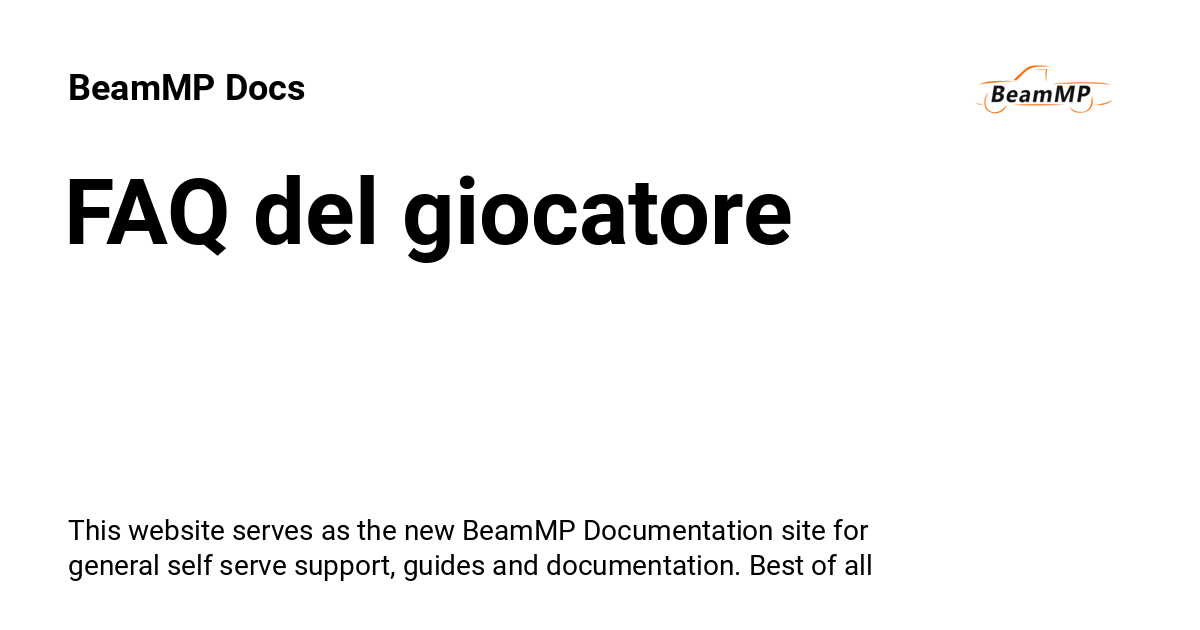 BeamMP Docs
BeamMP
FAQ del giocatore
This website serves as the new BeamMP Documentation site for
general self serve support, guides and documentation. Best of all